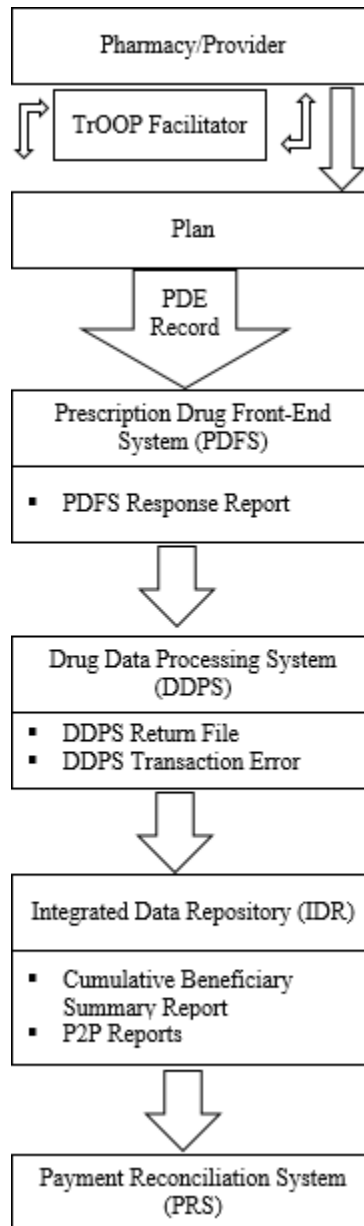 Pharmacy/Provider
TrOOP Facilitator
Plan
PDE
Record
Prescription Drug Front-End
System (PDFS)
▪ PDFS Response Report
Drug Data Processing System
(DDPS)
▪ DDPS Return File
▪ DDPS Transaction Error
Integrated Data Repository (IDR)
▪ Cumulative Beneficiary
Summary Report
▪ P2P Reports
Payment Reconciliation System
(PRS)